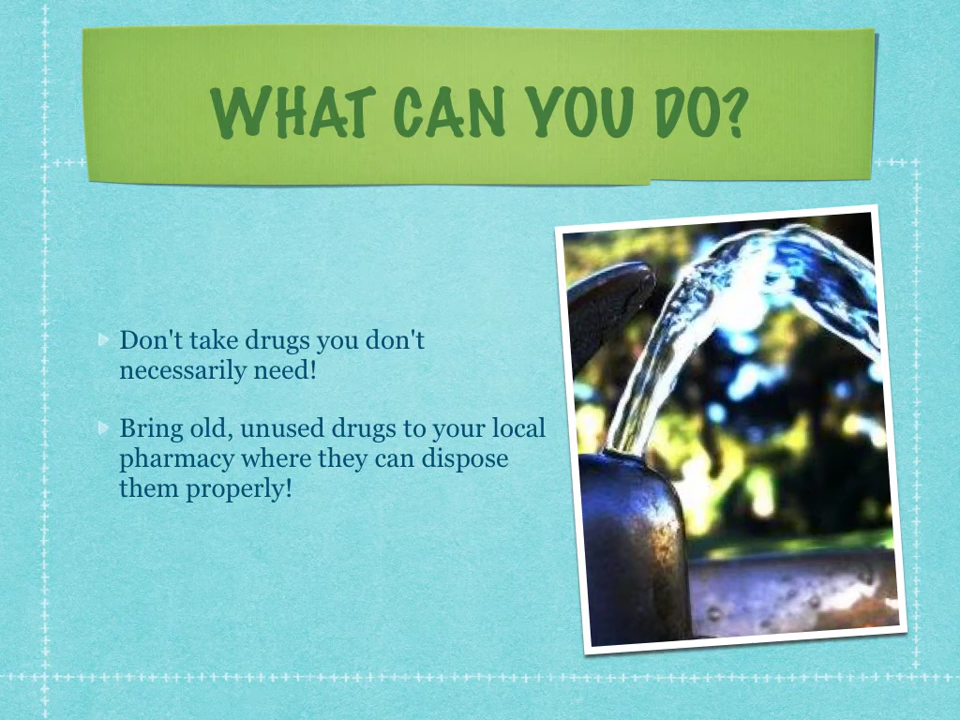 WHAT CAN YOU DO?
Don't take drugs you don't
necessarily need!
Bring old, unused drugs to your local
pharmacy where they can dispose
them properly!